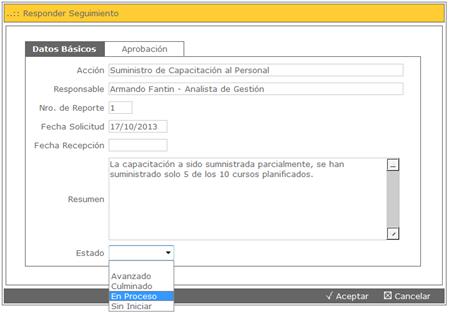 ..:: Responder Seguimiento
Datos Básicos Aprobación
Acción Suministro de Capacitación al Personal
Responsable Armando Fantin - Analista de Gestión
Nro. de Reporte 1
Fecha Solicitud 17/10/2013
Fecha Recepción
La capacitación a sido sumnistrada parcialmente, se han ...
suministrado solo 5 de los 10 cursos planificados.
Resumen
Estado
Avanzado
Culminado
En Proceso
Sin Iniciar
√ Aceptar Cancelar